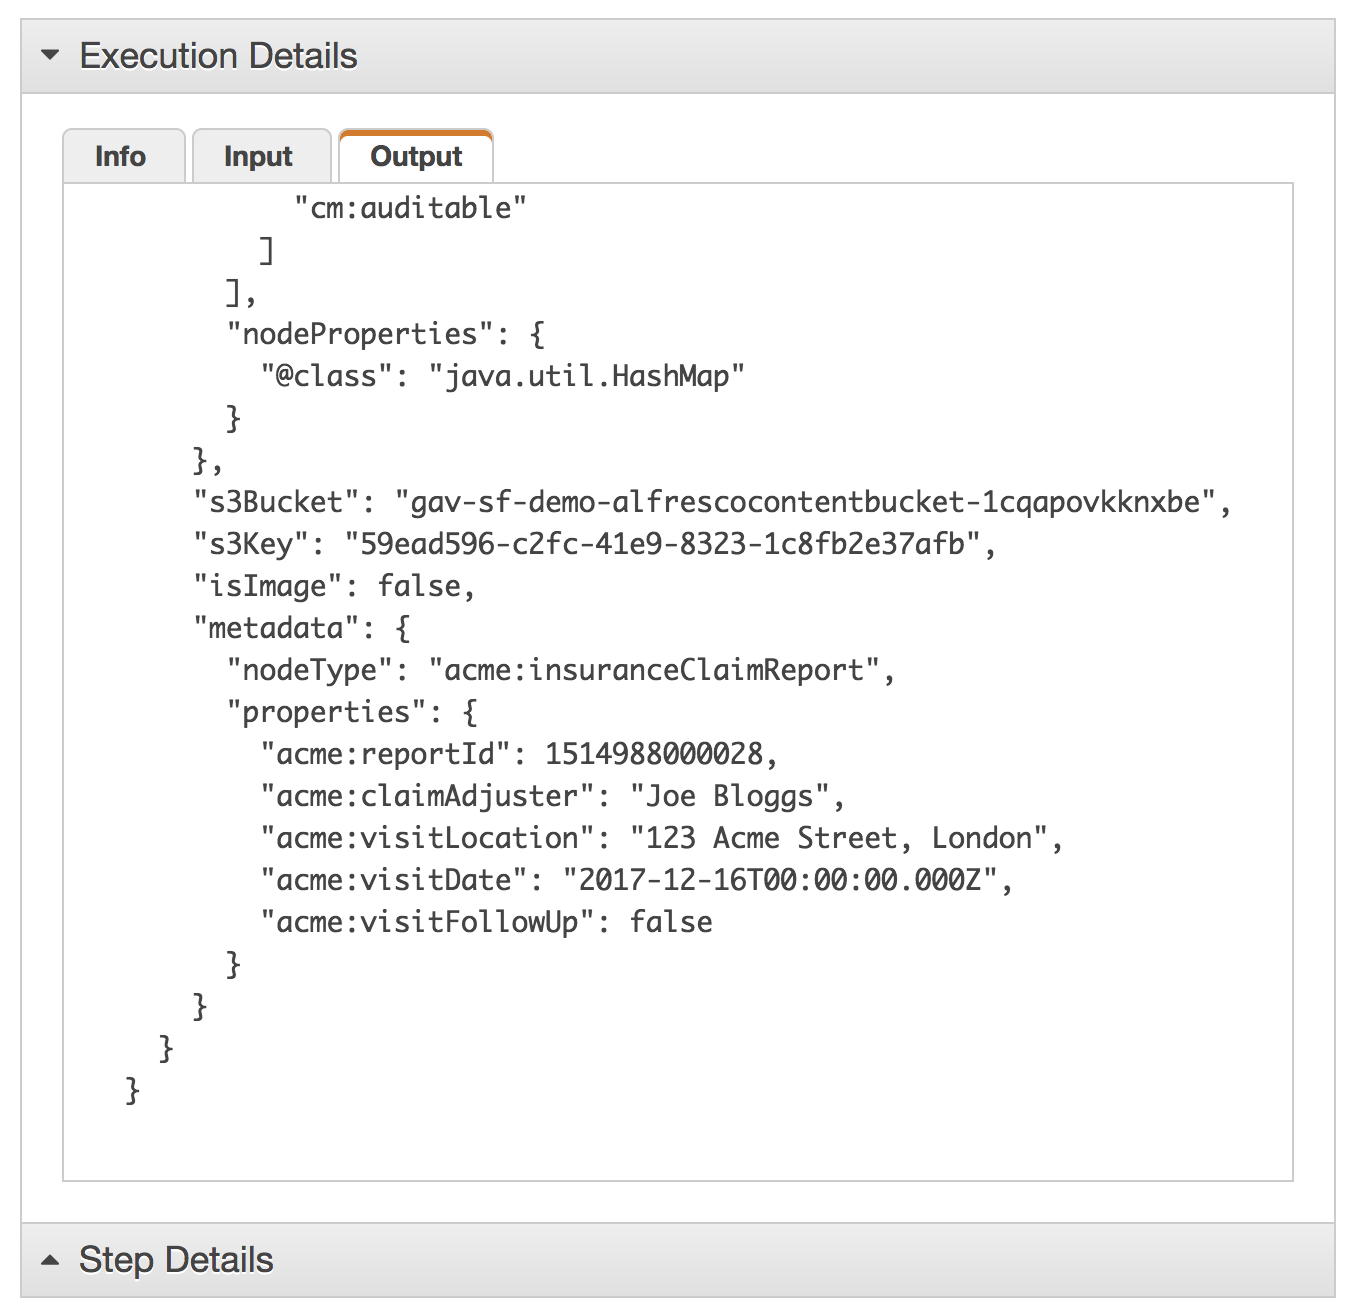 Execution Details
Info Input Output
"cm:auditable"
]
],
"nodeProperties": {
"@class": "java.util.HashMap"
}
},
"s3Bucket": "gav-sf-demo-alfrescocontentbucket-1cqapovkknxbe",
"s3Key": "59ead596-c2fc-41e9-8323-1c8fb2e37afb",
"isImage": false,
"metadata": {
"nodeType": "acme:insuranceClaimReport",
"properties": {
"acme:reportId": 1514988000028,
"acme:claimAdjuster": "Joe Bloggs",
"acme:visitLocation": "123 Acme Street, London",
"acme:visitDate": "2017-12-16T00:00:00.000Z",
"acme:visitFollowUp": false
}
}
}
}
Step Details